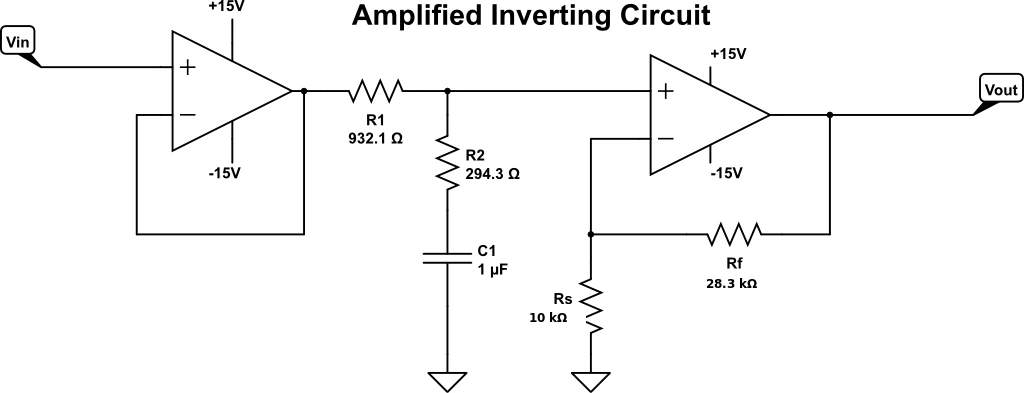 Amplified Inverting Circuit
+15V
Vin
+
−
-15V
R1
932.1 Ω
R2
294.3 Ω
C1
1 µF
+15V
+
−
-15V
Vout
Rf
28.3 kΩ
Rs
10 kΩ